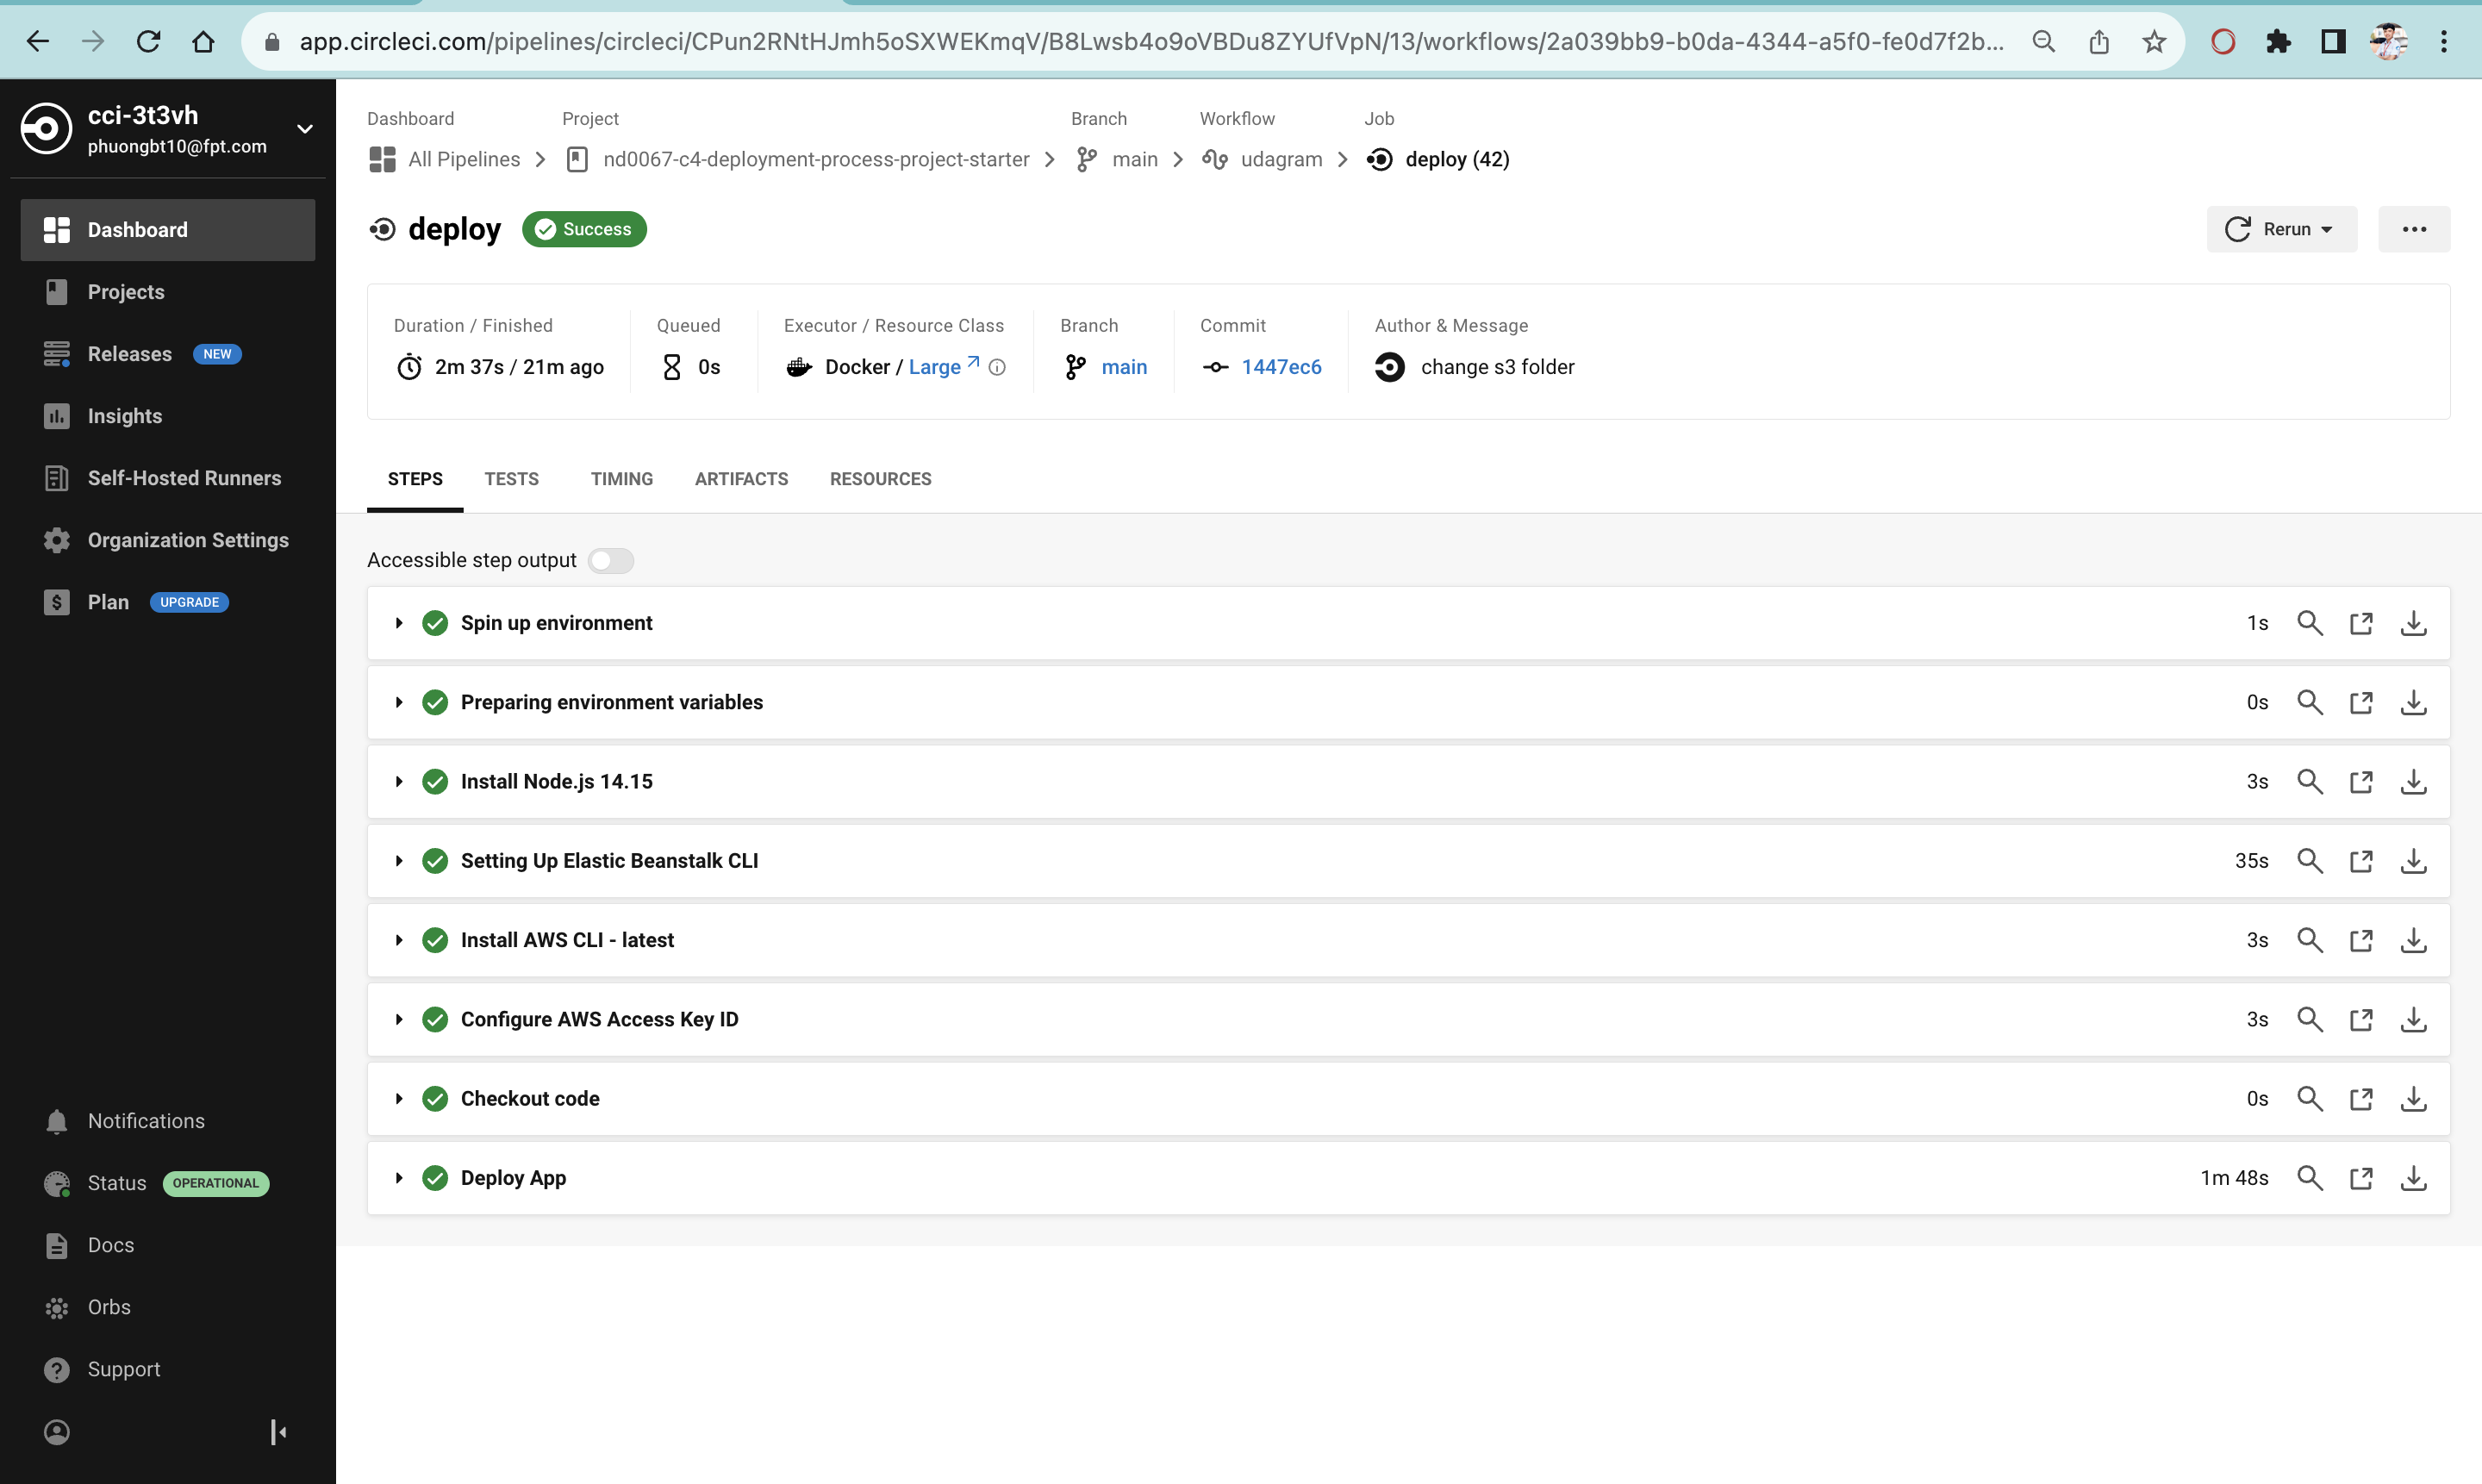 app.circleci.com/pipelines/circleci/CPun2RNtHJmh5oSXWEKmqV/B8Lwsb4o9oVBDu8ZYUfVpN/13/workflows/2a039bb9-b0da-4344-a5f0-fe0d7f2b...
cci-3t3vh
phuongbt10@fpt.com
Dashboard
Projects
Releases NEW
Insights
Self-Hosted Runners
Organization Settings
Plan UPGRADE
Notifications
Status OPERATIONAL
Docs
Orbs
Support
Dashboard Project Branch Workflow Job
All Pipelines nd0067-c4-deployment-process-project-starter main udagram deploy (42)
deploy Success Rerun
Duration / Finished Queued Executor / Resource Class Branch Commit Author & Message
2m 37s / 21m ago 0s Docker / Large main 1447ec6 change s3 folder
STEPS TESTS TIMING ARTIFACTS RESOURCES
Accessible step output
Spin up environment 1s
Preparing environment variables 0s
Install Node.js 14.15 3s
Setting Up Elastic Beanstalk CLI 35s
Install AWS CLI - latest 3s
Configure AWS Access Key ID 3s
Checkout code 0s
Deploy App 1m 48s